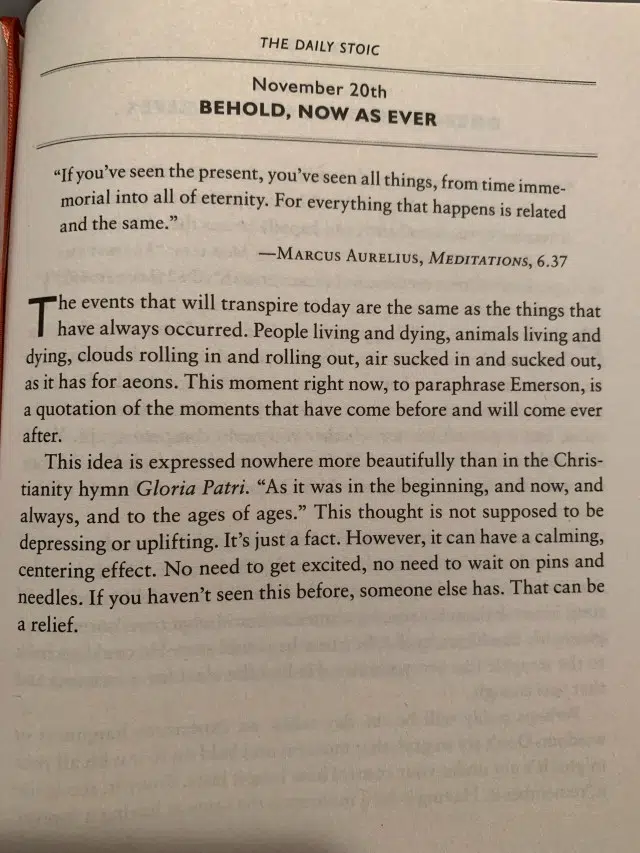 THE DAILY STOIC
November 20th
BEHOLD, NOW AS EVER
“If you’ve seen the present, you’ve seen all things, from time imme-
morial into all of eternity. For everything that happens is related
and the same.”
—MARCUS AURELIUS, MEDITATIONS, 6.37
The events that will transpire today are the same as the things that
have always occurred. People living and dying, animals living and
dying, clouds rolling in and rolling out, air sucked in and sucked out,
as it has for aeons. This moment right now, to paraphrase Emerson, is
a quotation of the moments that have come before and will come ever
after.
This idea is expressed nowhere more beautifully than in the Chris-
tianity hymn Gloria Patri. “As it was in the beginning, and now, and
always, and to the ages of ages.” This thought is not supposed to be
depressing or uplifting. It’s just a fact. However, it can have a calming,
centering effect. No need to get excited, no need to wait on pins and
needles. If you haven’t seen this before, someone else has. That can be
a relief.